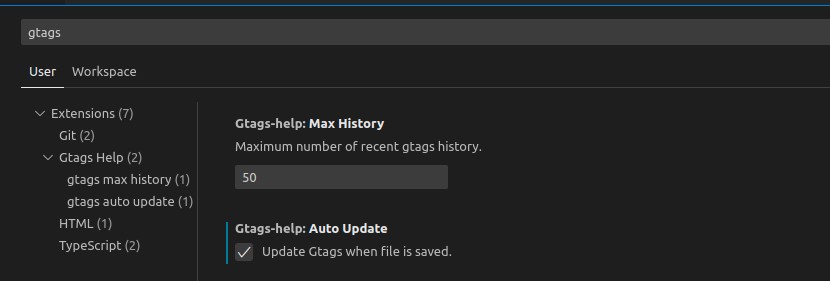 gtags
User Workspace
Extensions (7)
Git (2)
Gtags Help (2)
gtags max history (1)
gtags auto update (1)
HTML (1)
TypeScript (2)
Gtags-help: Max History
Maximum number of recent gtags history.
50
Gtags-help: Auto Update
Update Gtags when file is saved.